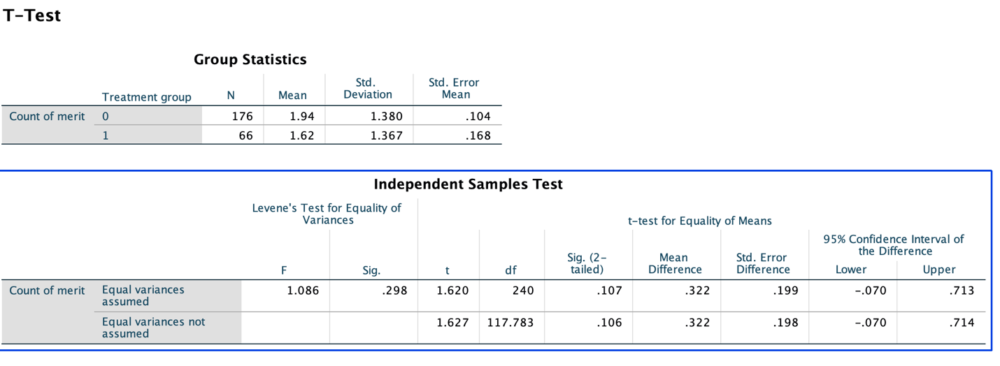 T-Test
Group Statistics
Treatment group N Mean Std. Deviation Std. Error Mean
Count of merit 0 176 1.94 1.380 .104
1 66 1.62 1.367 .168
Independent Samples Test
Levene's Test for Equality of Variances
t-test for Equality of Means
95% Confidence Interval of the Difference
F Sig. t df Sig. (2-tailed) Mean Difference Std. Error Difference Lower Upper
Count of merit Equal variances assumed 1.086 .298 1.620 240 .107 .322 .199 -.070 .713
Equal variances not assumed 1.627 117.783 .106 .322 .198 -.070 .714